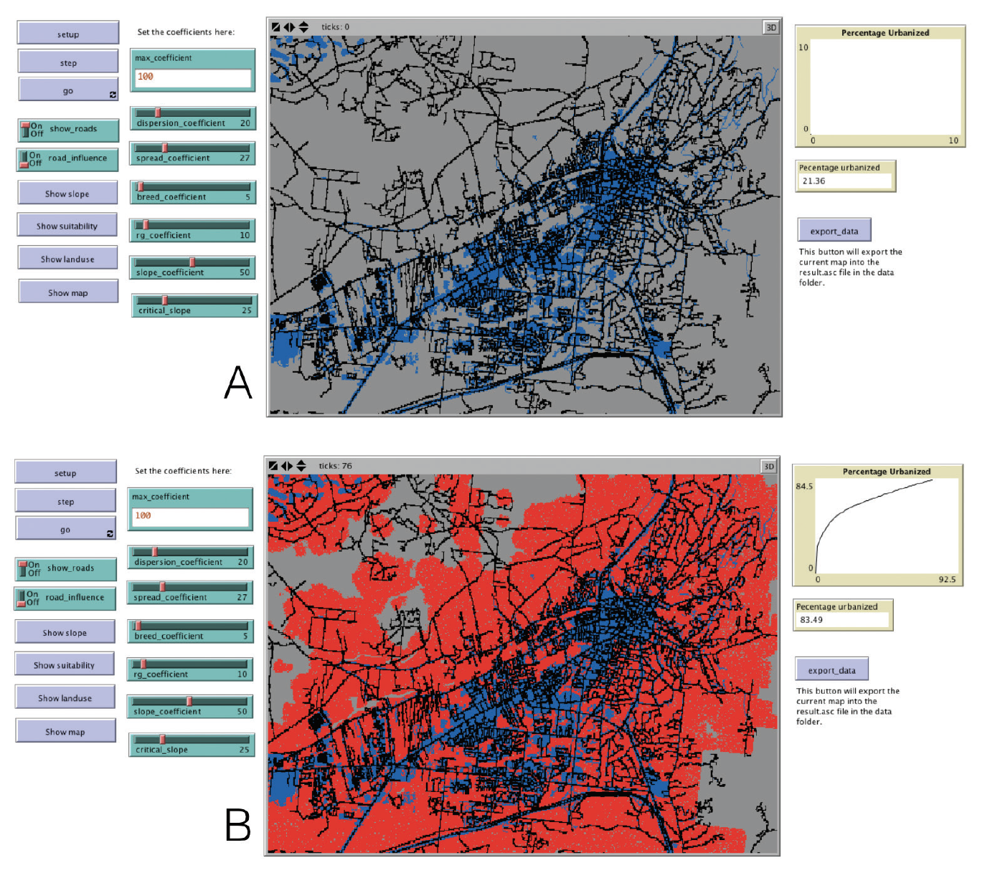 setup
Set the coefficients here:
ticks: 0
3D
step
go
max_coefficient
100
On
Off
show_roads
On
Off
road_influence
dispersion_coefficient 20
spread_coefficient 27
breed_coefficient 5
rg_coefficient 10
slope_coefficient 50
critical_slope 25
Show slope
Show suitability
Show landuse
Show map
Percentage Urbanized
10
0
0 10
Pecentage urbanized
21.36
export_data
This button will export the
current map into the
result.asc file in the data
folder.
A
setup
Set the coefficients here:
ticks: 76
3D
step
go
max_coefficient
100
On
Off
show_roads
On
Off
road_influence
dispersion_coefficient 20
spread_coefficient 27
breed_coefficient 5
rg_coefficient 10
slope_coefficient 50
critical_slope 25
Show slope
Show suitability
Show landuse
Show map
Percentage Urbanized
84.5
0
0 92.5
Pecentage urbanized
83.49
export_data
This button will export the
current map into the
result.asc file in the data
folder.
B